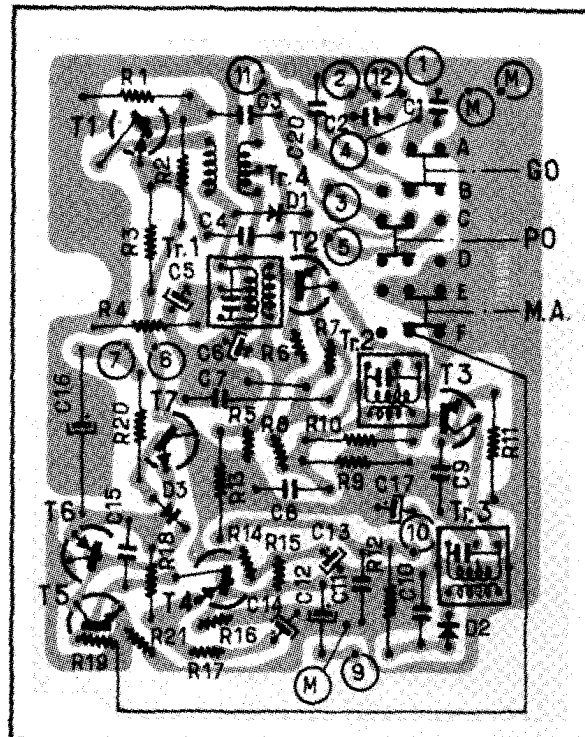 R1 11 C3 2 12 1 M
T1 C20 C2 C1 M
R2 4 A GO
Tr.4 B
D1 3 C
R3 C4 Tr.1 T2 5 PO
C5 D
E
R4 R7 Tr2 M.A.
C6 R6 F
7 6 C7 T3
C16 R20 T7 R5 R8 R10 R11
R13 R9 C9
D3 C8 C17
T6 C15 10 Tr.3
R18 R14 R15 C13 R12
T5 T4 C14 C12 C11 C10
R16 D2
R19 R21 R17 M 9